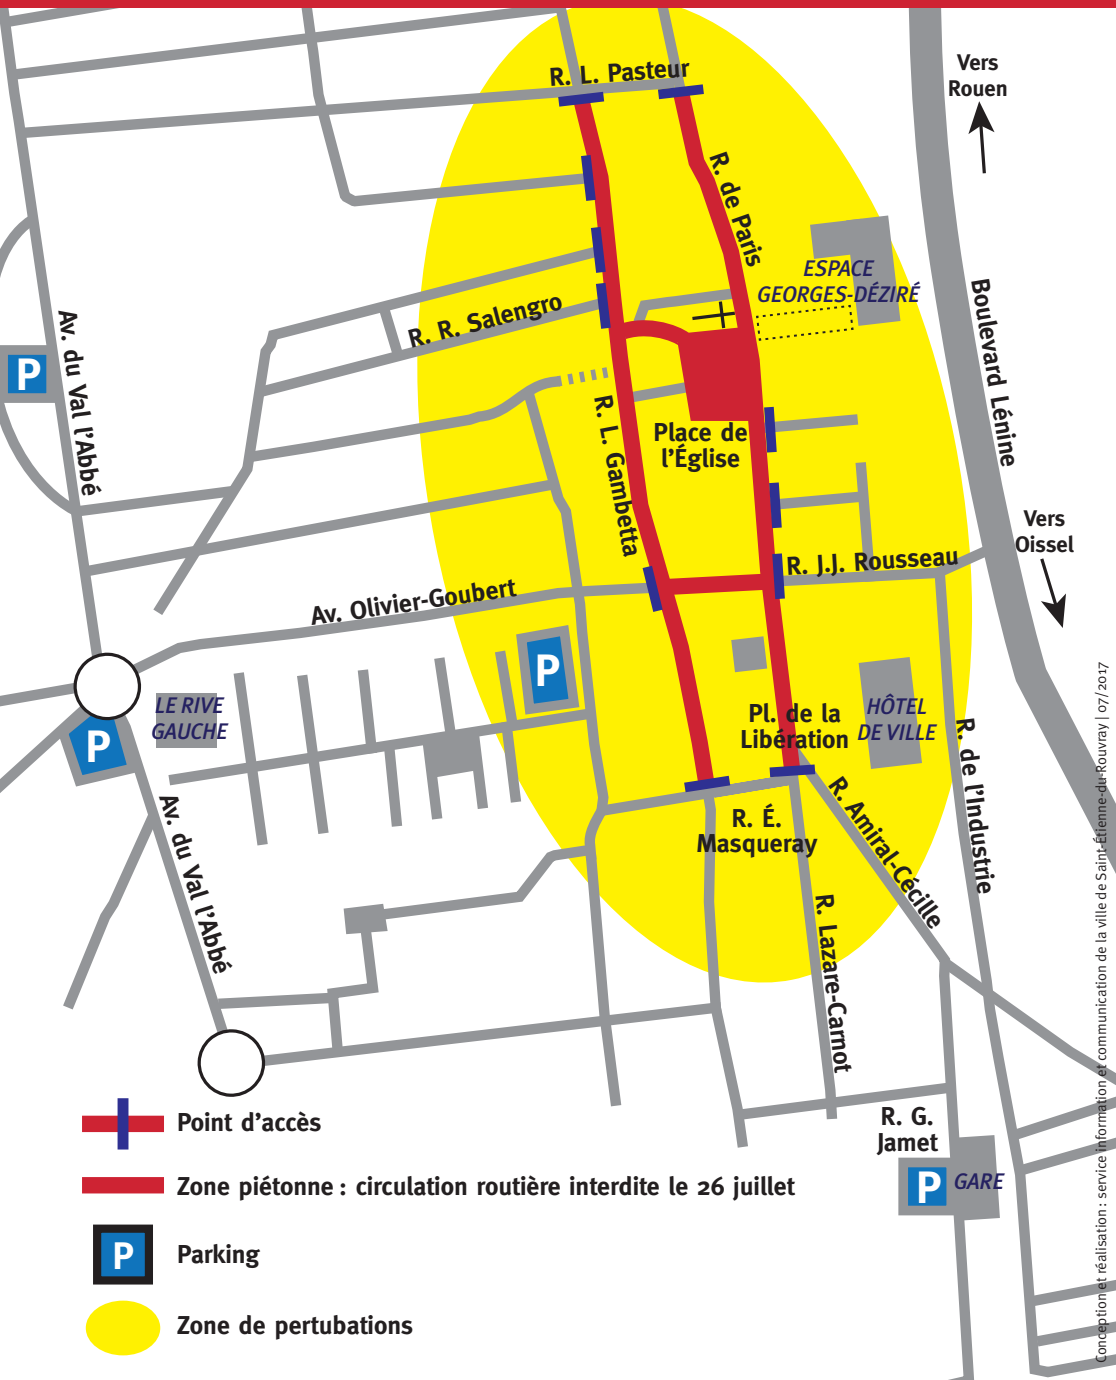 R. L. Pasteur
Vers
Rouen
R. de Paris
ESPACE
GEORGES-DÉZIRÉ
Boulevard Lénine
R. R. Salengro
Av. du Val l'Abbé
P
R. L. Gambetta
Place de
l'Église
Vers
Oissel
R. J.J. Rousseau
Av. Olivier-Goubert
P
LE RIVE
GAUCHE
P
HÔTEL
DE VILLE
Pl. de la
Libération
R. de l'Industrie
R. É.
Masqueray
R. Amiral-Cécille
Av. du Val l'Abbé
R. Lazare-Carnot
R. G.
Jamet
P
GARE
Point d'accès
Zone piétonne : circulation routière interdite le 26 juillet
P
Parking
Zone de pertubations
Conception et réalisation : service information et communication de la ville de Saint-Étienne-du-Rouvray | 07/2017